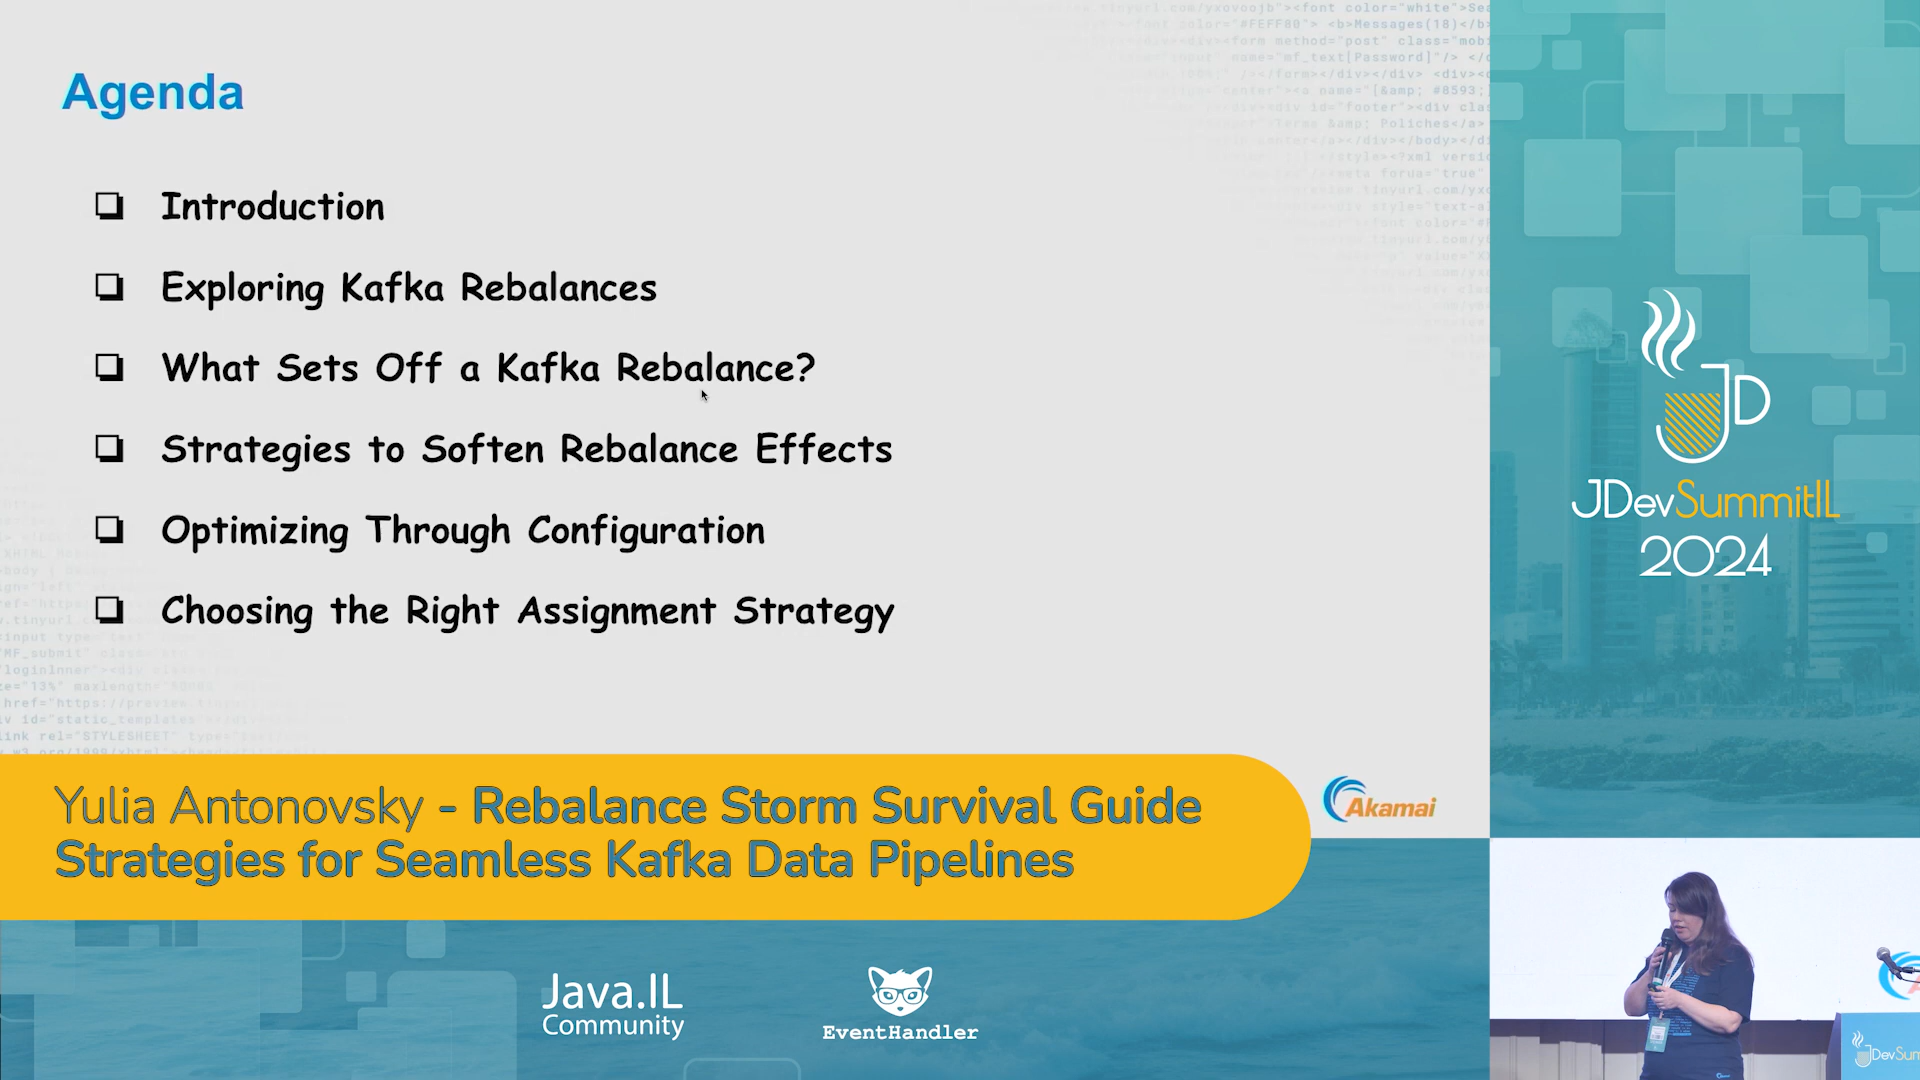 Agenda
Introduction
Exploring Kafka Rebalances
What Sets Off a Kafka Rebalance?
Strategies to Soften Rebalance Effects
Optimizing Through Configuration
Choosing the Right Assignment Strategy
Akamai
Yulia Antonovsky - Rebalance Storm Survival Guide
Strategies for Seamless Kafka Data Pipelines
JD
JDevSummitIL
2024
Java.IL
Community
EventHandler